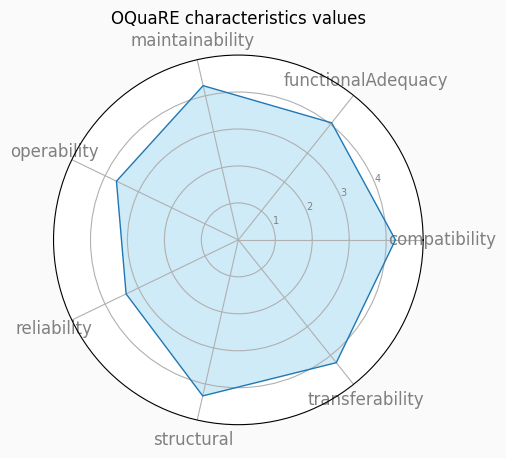 OQuaRE characteristics values
maintainability
functionalAdequacy
operability
4
3
2
1
compatibility
reliability
transferability
structural